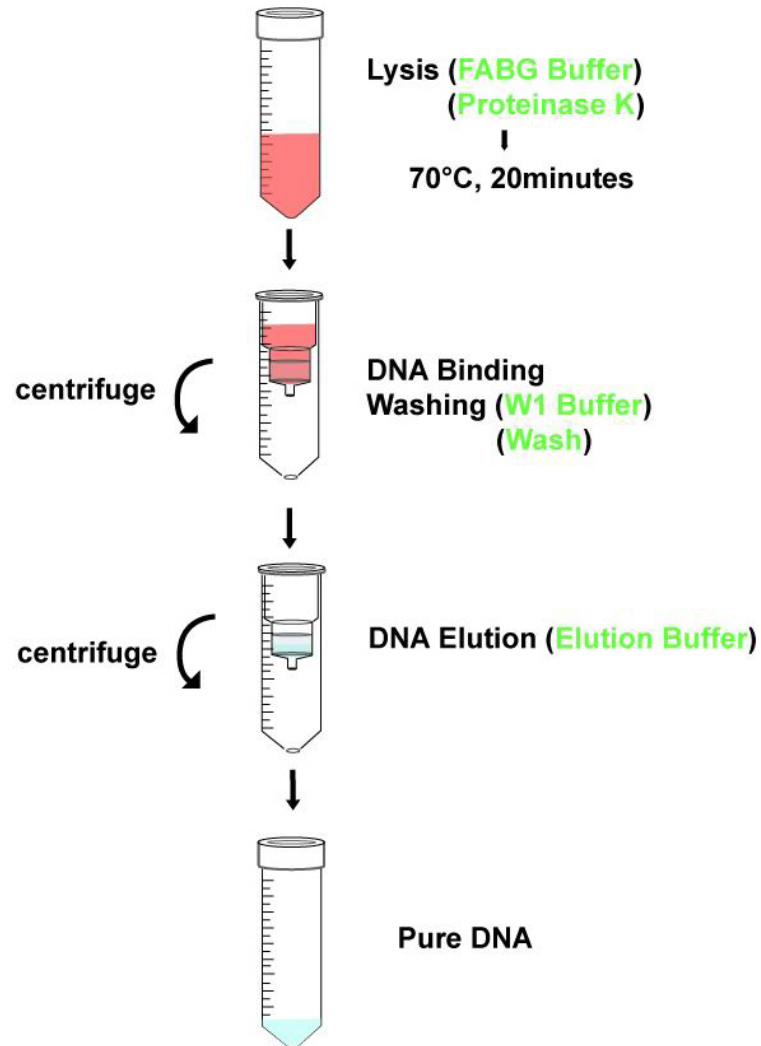 Lysis (FABG Buffer)
(Proteinase K)
70°C, 20minutes
centrifuge
DNA Binding
Washing (W1 Buffer)
(Wash)
centrifuge
DNA Elution (Elution Buffer)
Pure DNA